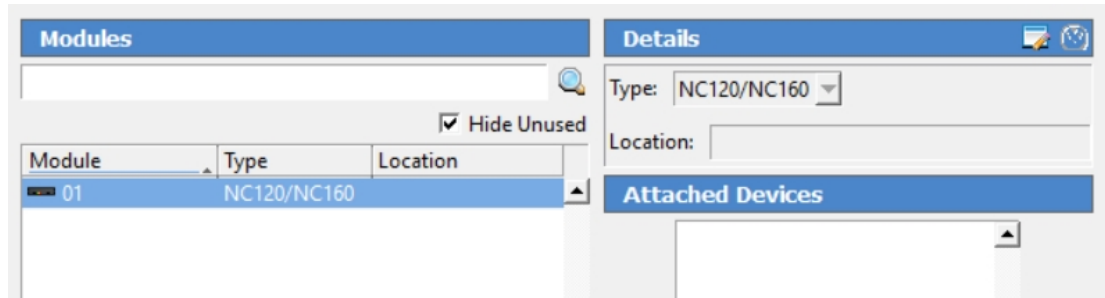 Modules
Hide Unused
Module Type Location
01 NC120/NC160
Details
Type: NC120/NC160
Location:
Attached Devices